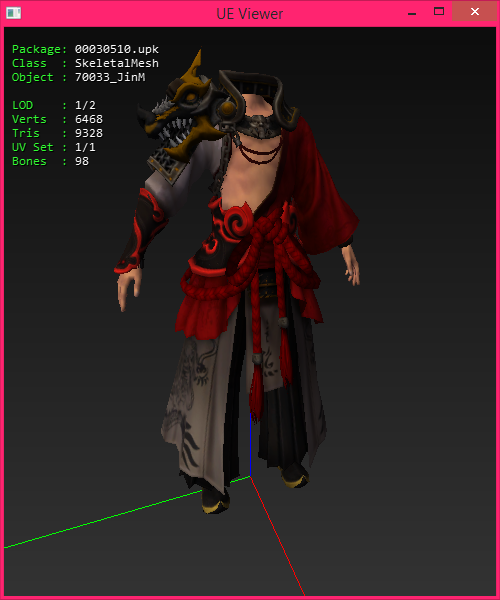 UE Viewer
Package: 00030510.upk
Class : SkeletalMesh
Object : 70033_JinM
LOD : 1/2
Verts : 6468
Tris : 9328
UV Set : 1/1
Bones : 98